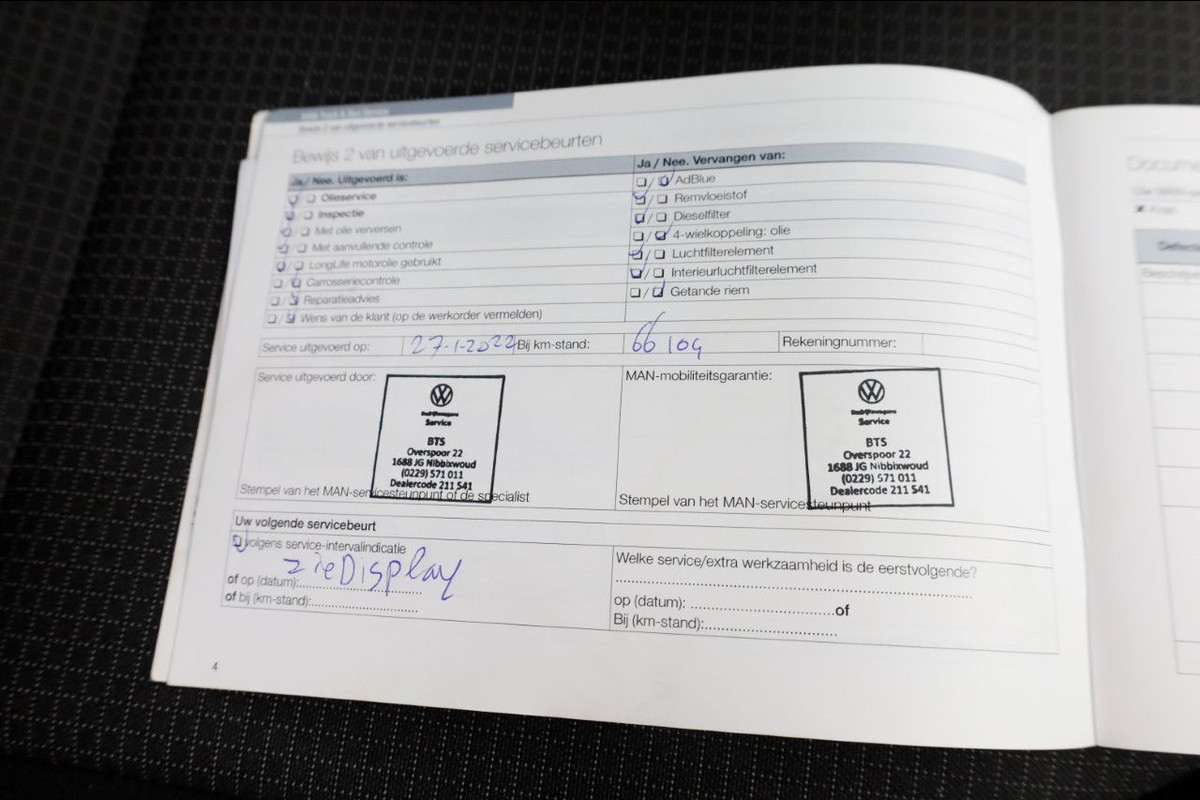 Bewijs 2 van uitgevoerde servicebeurten
Ja / Nee. Uitgevoerd is:
Olieservice
Inspectie
Met olie verversen
Met aanvullende controle
LongLife motorolie gebruikt
Carrosseriecontrole
Reparatieadvies
Wens van de klant (op de werkorder vermelden)
Ja / Nee. Vervangen van:
AdBlue
Remvloeistof
Dieselfilter
4-wielkoppeling: olie
Luchtfilterelement
Interieurluchtfilterelement
Getande riem
Service uitgevoerd op: 27-1-2022 Bij km-stand: 66109 Rekeningnummer:
Service uitgevoerd door:
Service
BTS
Overspoor 22
1688 JG Nibbixwoud
(0229) 571 011
Dealercode 211 541
Stempel van het MAN-servicesteunpunt of de specialist
MAN-mobiliteitsgarantie:
Service
BTS
Overspoor 22
1688 JG Nibbixwoud
(0229) 571 011
Dealercode 211 541
Stempel van het MAN-servicesteunpunt
Uw volgende servicebeurt
volgens service-intervalindicatie
zie Display
of op (datum):
of bij (km-stand):
Welke service/extra werkzaamheid is de eerstvolgende?
op (datum): of
Bij (km-stand):
4